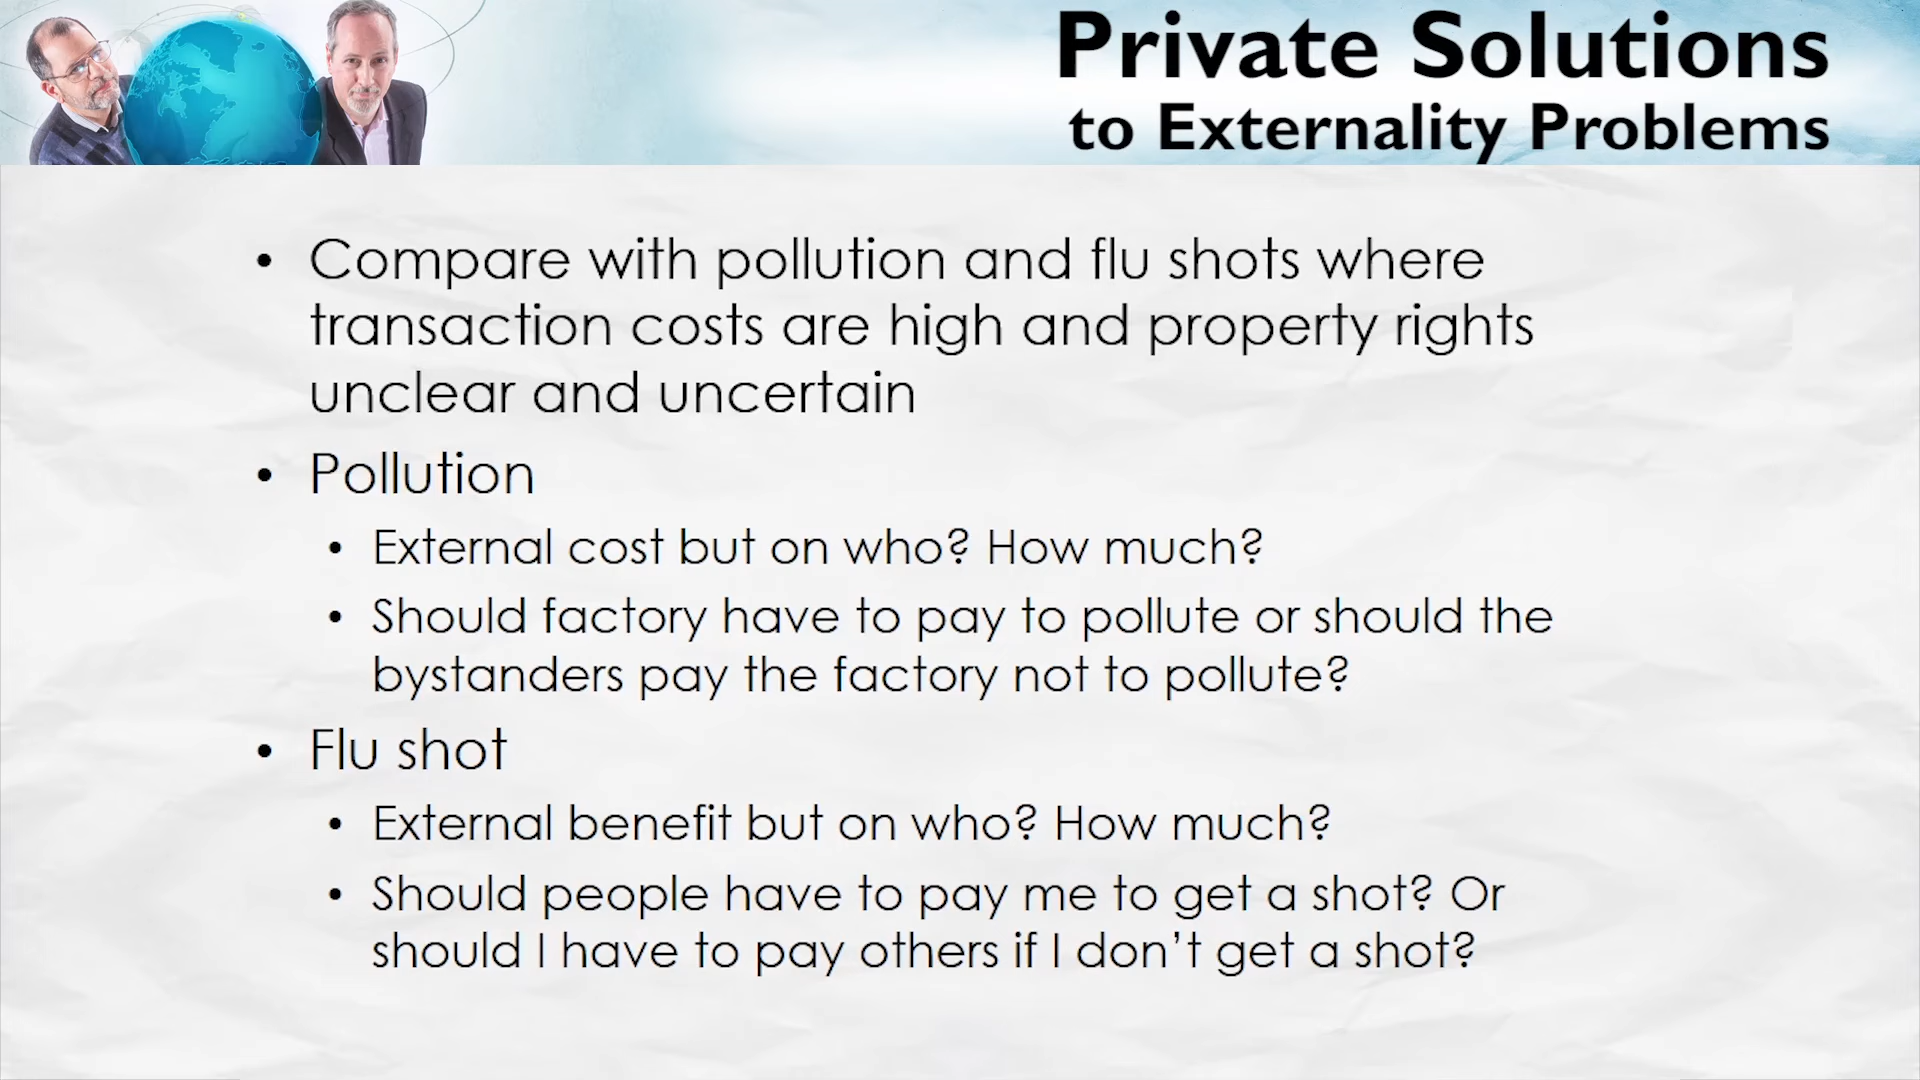 Private Solutions
to Externality Problems
• Compare with pollution and flu shots where
transaction costs are high and property rights
unclear and uncertain
• Pollution
• External cost but on who? How much?
• Should factory have to pay to pollute or should the
bystanders pay the factory not to pollute?
• Flu shot
• External benefit but on who? How much?
• Should people have to pay me to get a shot? Or
should I have to pay others if I don’t get a shot?